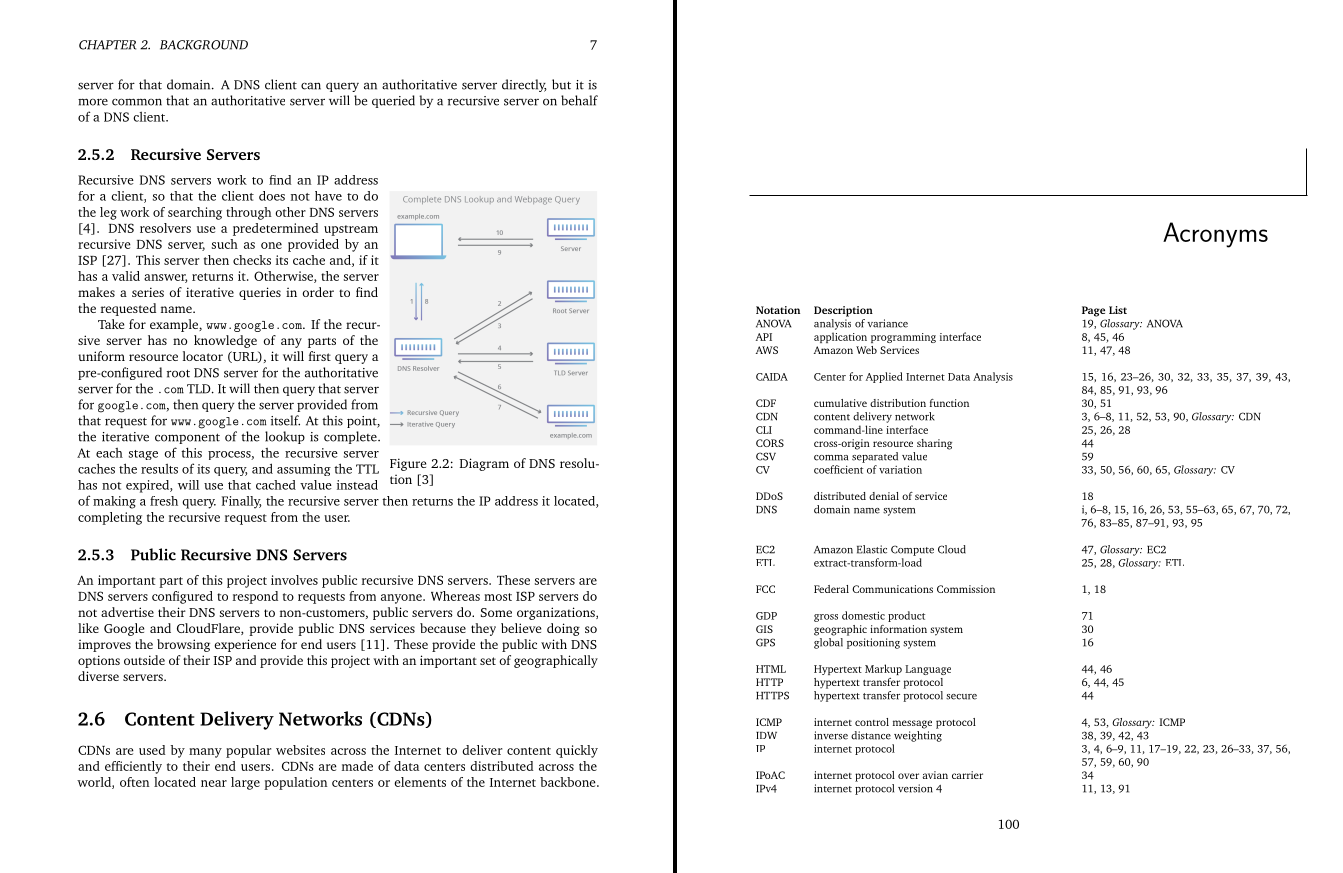 CHAPTER 2. BACKGROUND 7
server for that domain. A DNS client can query an authoritative server directly, but it is
more common that an authoritative server will be queried by a recursive server on behalf
of a DNS client.
2.5.2 Recursive Servers
Recursive DNS servers work to find an IP address
for a client, so that the client does not have to do
the leg work of searching through other DNS servers
[4]. DNS resolvers use a predetermined upstream
recursive DNS server, such as one provided by an
ISP [27]. This server then checks its cache and, if it
has a valid answer, returns it. Otherwise, the server
makes a series of iterative queries in order to find
the requested name.
Take for example, www.google.com. If the recur-
sive server has no knowledge of any parts of the
uniform resource locator (URL), it will first query a
pre-configured root DNS server for the authoritative
server for the .com TLD. It will then query that server
for google.com, then query the server provided from
that request for www.google.com itself. At this point,
the iterative component of the lookup is complete.
At each stage of this process, the recursive server
caches the results of its query, and assuming the TTL
has not expired, will use that cached value instead
of making a fresh query. Finally, the recursive server then returns the IP address it located,
completing the recursive request from the user.
Complete DNS Lookup and Webpage Query
example.com
10
9
Server
1 8
2
3
Root Server
DNS Resolver
4
5
TLD Server
6
7
Recursive Query
Iterative Query
example.com
Figure 2.2: Diagram of DNS resolu-
tion [3]
2.5.3 Public Recursive DNS Servers
An important part of this project involves public recursive DNS servers. These servers are
DNS servers configured to respond to requests from anyone. Whereas most ISP servers do
not advertise their DNS servers to non-customers, public servers do. Some organizations,
like Google and CloudFlare, provide public DNS services because they believe doing so
improves the browsing experience for end users [11]. These provide the public with DNS
options outside of their ISP and provide this project with an important set of geographically
diverse servers.
2.6 Content Delivery Networks (CDNs)
CDNs are used by many popular websites across the Internet to deliver content quickly
and efficiently to their end users. CDNs are made of data centers distributed across the
world, often located near large population centers or elements of the Internet backbone.
Acronyms
Notation Description Page List
ANOVA analysis of variance 19, Glossary: ANOVA
API application programming interface 8, 45, 46
AWS Amazon Web Services 11, 47, 48
CAIDA Center for Applied Internet Data Analysis 15, 16, 23–26, 30, 32, 33, 35, 37, 39, 43,
84, 85, 91, 93, 96
CDF cumulative distribution function 30, 51
CDN content delivery network 3, 6–8, 11, 52, 53, 90, Glossary: CDN
CLI command-line interface 25, 26, 28
CORS cross-origin resource sharing 44
CSV comma separated value 59
CV coefficient of variation 33, 50, 56, 60, 65, Glossary: CV
DDoS distributed denial of service 18
DNS domain name system i, 6–8, 15, 16, 26, 53, 55–63, 65, 67, 70, 72,
76, 83–85, 87–91, 93, 95
EC2 Amazon Elastic Compute Cloud 47, Glossary: EC2
ETL extract-transform-load 25, 28, Glossary: ETL
FCC Federal Communications Commission 1, 18
GDP gross domestic product 71
GIS geographic information system 30
GPS global positioning system 16
HTML Hypertext Markup Language 44, 46
HTTP hypertext transfer protocol 6, 44, 45
HTTPS hypertext transfer protocol secure 44
ICMP internet control message protocol 4, 53, Glossary: ICMP
IDW inverse distance weighting 38, 39, 42, 43
IP internet protocol 3, 4, 6–9, 11, 17–19, 22, 23, 26–33, 37, 56,
57, 59, 60, 90
IPoAC internet protocol over avian carrier 34
IPv4 internet protocol version 4 11, 13, 91
100